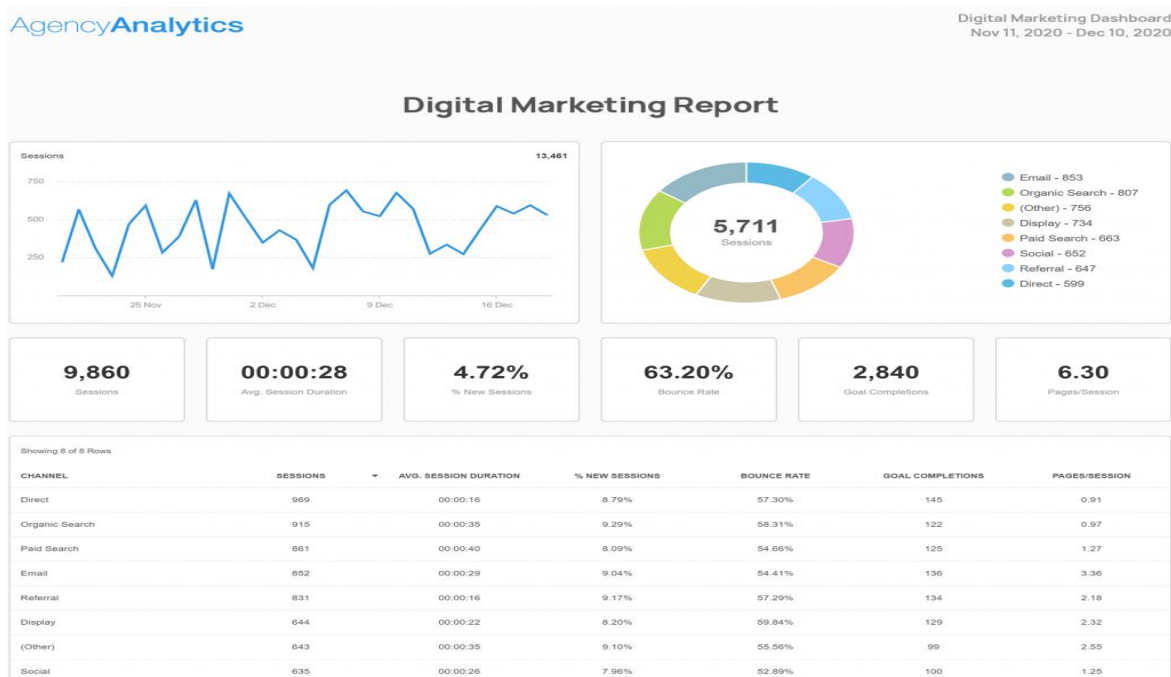 AgencyAnalytics
Digital Marketing Dashboard
Nov 11, 2020 - Dec 10, 2020
Digital Marketing Report
Sessions 13,461
750
500
250
25 Nov 2 Dec 9 Dec 16 Dec
5,711
Sessions
Email - 853
Organic Search - 807
(Other) - 756
Display - 734
Paid Search - 663
Social - 652
Referral - 647
Direct - 599
9,860
Sessions
00:00:28
Avg. Session Duration
4.72%
% New Sessions
63.20%
Bounce Rate
2,840
Goal Completions
6.30
Pages/Session
Showing 8 of 8 Rows
CHANNEL SESSIONS AVG. SESSION DURATION % NEW SESSIONS BOUNCE RATE GOAL COMPLETIONS PAGES/SESSION
Direct 969 00:00:16 8.79% 57.30% 145 0.91
Organic Search 915 00:00:35 9.29% 58.31% 122 0.97
Paid Search 861 00:00:40 8.09% 54.66% 125 1.27
Email 852 00:00:29 9.04% 54.41% 136 3.36
Referral 831 00:00:16 9.17% 57.29% 134 2.18
Display 644 00:00:22 8.20% 59.84% 129 2.32
(Other) 643 00:00:35 9.10% 55.56% 99 2.55
Social 635 00:00:26 7.96% 52.89% 100 1.25